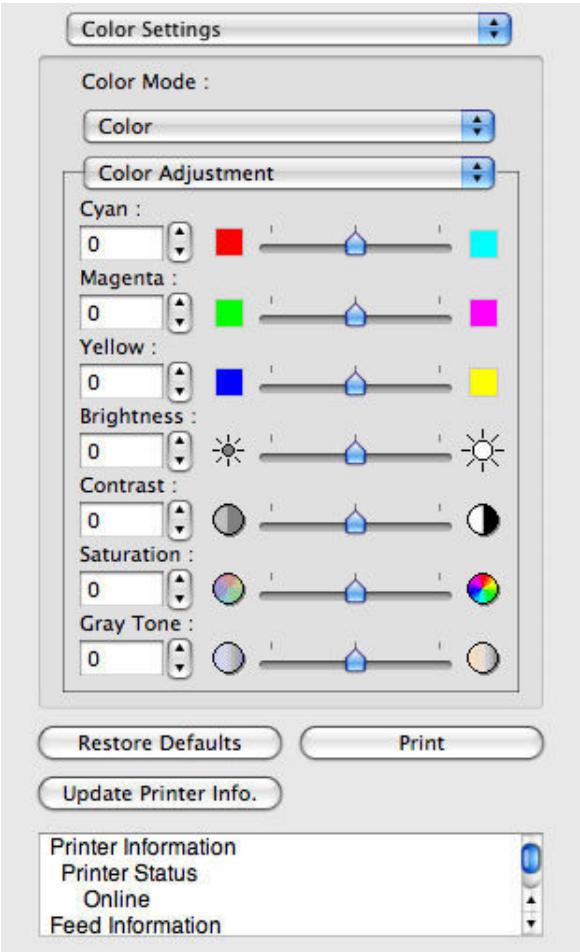 Color Settings
Color Mode :
Color
Color Adjustment
Cyan :
0
Magenta :
0
Yellow :
0
Brightness :
0
Contrast :
0
Saturation :
0
Gray Tone :
0
Restore Defaults
Print
Update Printer Info.
Printer Information
Printer Status
Online
Feed Information